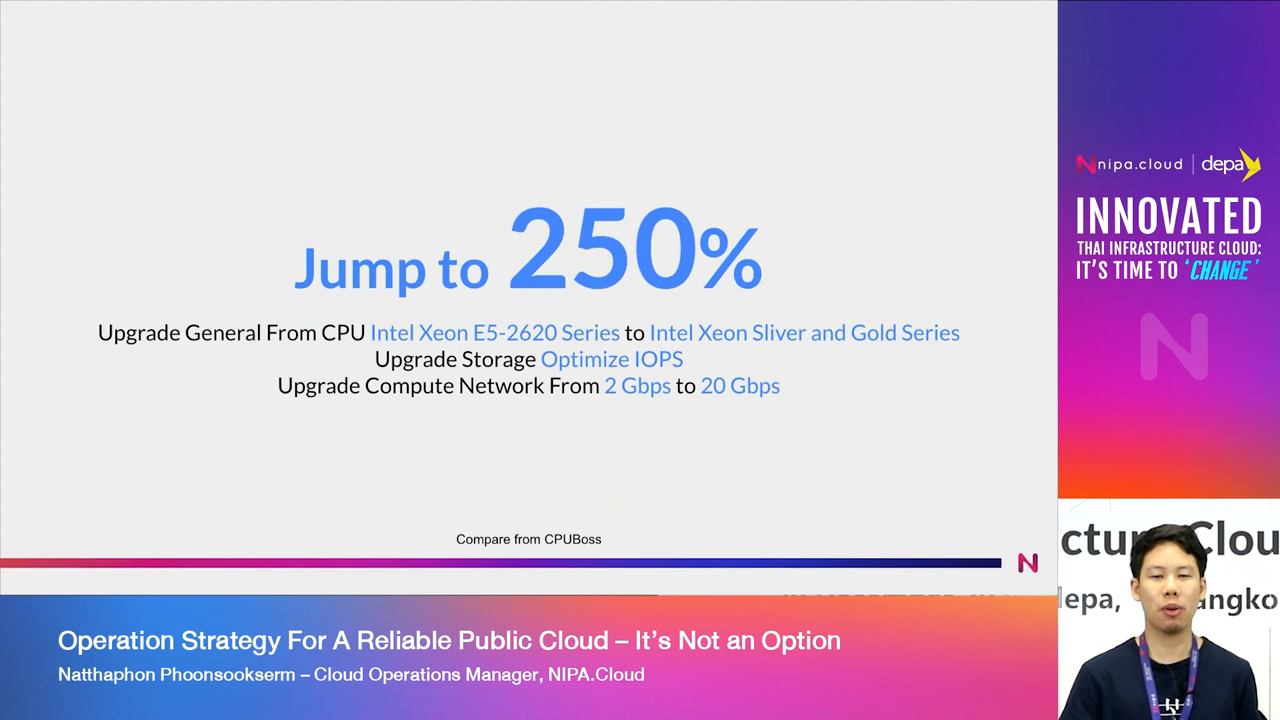 Jump to 250%
Upgrade General From CPU Intel Xeon E5-2620 Series to Intel Xeon Sliver and Gold Series
Upgrade Storage Optimize IOPS
Upgrade Compute Network From 2 Gbps to 20 Gbps
Compare from CPUBoss
N
nipa.cloud | depa
INNOVATED
THAI INFRASTRUCTURE CLOUD:
IT'S TIME TO ‘CHANGE’
N
Operation Strategy For A Reliable Public Cloud – It’s Not an Option
Natthaphon Phoonsookserm – Cloud Operations Manager, NIPA.Cloud